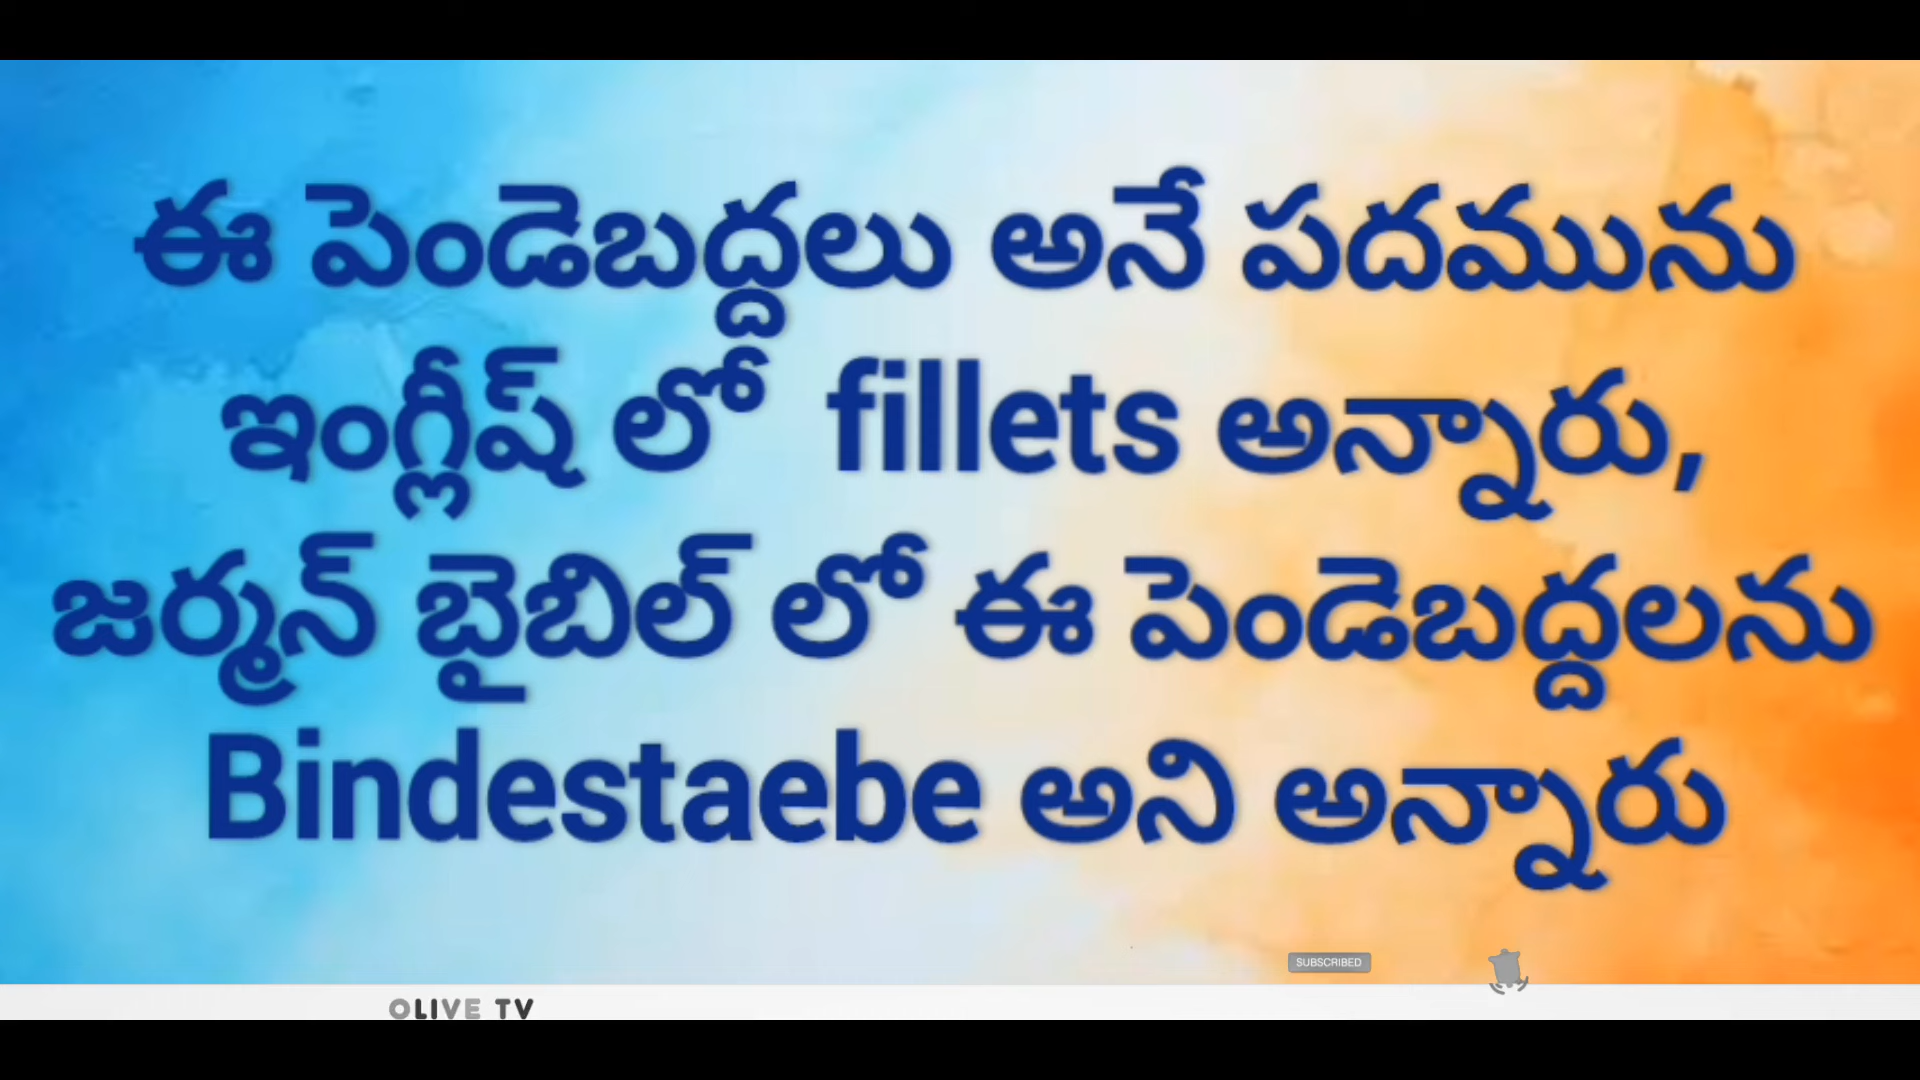 ఈ పెండెబద్దలు అనే పదమును
ఇంగ్లీష్ లో fillets అన్నారు,
జర్మన్ బైబిల్ లో ఈ పెండెబద్దలను
Bindestaebe అని అన్నారు
SUBSCRIBED
OLIVE TV